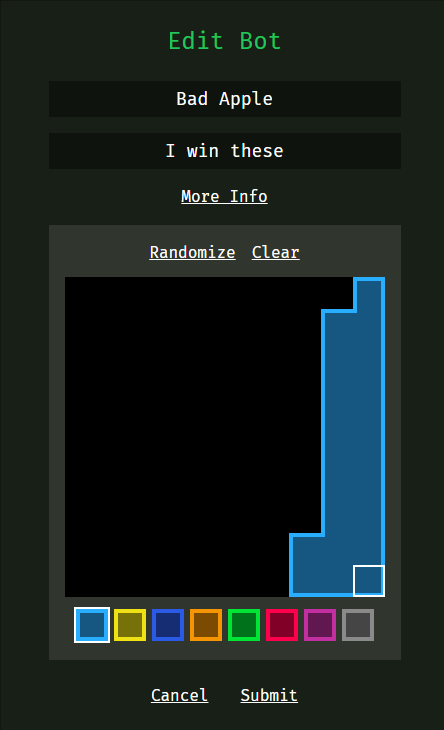 Edit Bot
Bad Apple
I win these
More Info
Randomize Clear
Cancel Submit